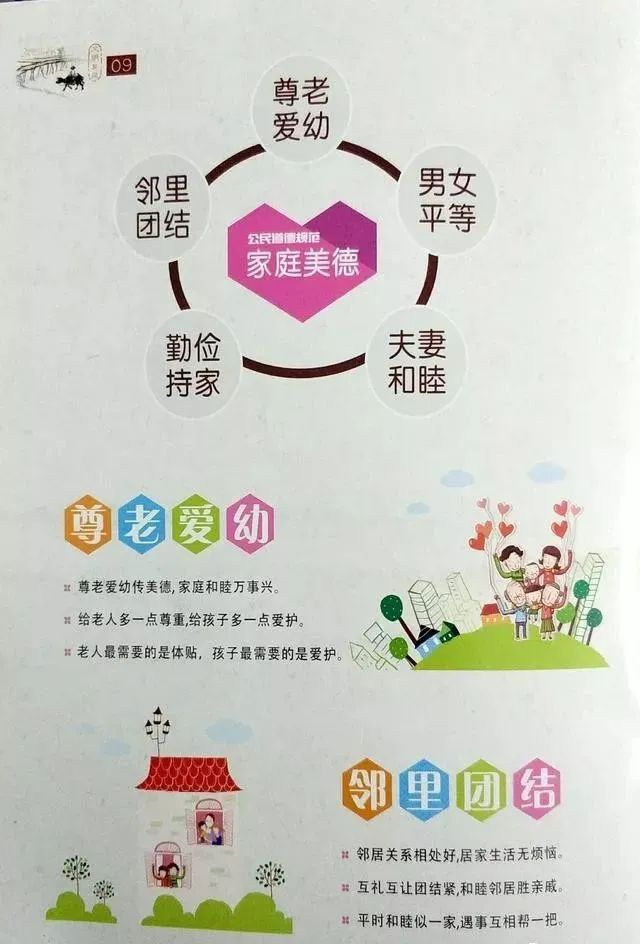 09
尊老
爱幼
邻里
团结
男女
平等
公民道德规范
家庭美德
勤俭
持家
夫妻
和睦
尊老爱幼
尊老爱幼传美德,家庭和睦万事兴。
给老人多一点尊重,给孩子多一点爱护。
老人最需要的是体贴，孩子最需要的是爱护。
邻里团结
邻居关系相处好,居家生活无烦恼。
互礼互让团结紧,和睦邻居胜亲戚。
平时和睦似一家,遇事互相帮一把。